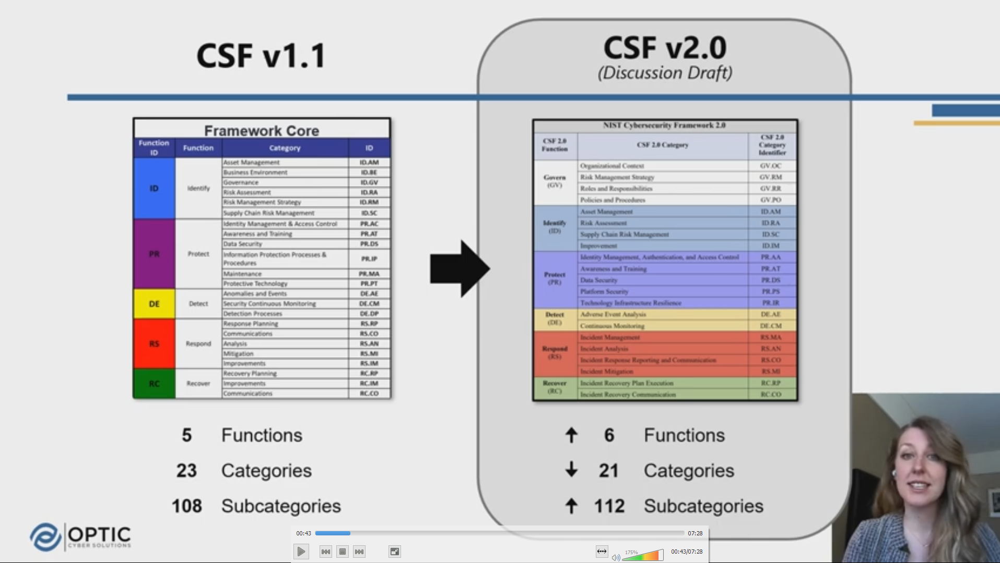 CSF v1.1
CSF v2.0
(Discussion Draft)
Framework Core
Function ID | Function | Category | ID
ID | Identify | Asset Management | ID.AM
Business Environment | ID.BE
Governance | ID.GV
Risk Assessment | ID.RA
Risk Management Strategy | ID.RM
Supply Chain Risk Management | ID.SC
PR | Protect | Identity Management & Access Control | PR.AC
Awareness and Training | PR.AT
Data Security | PR.DS
Information Protection Processes & Procedures | PR.IP
Maintenance | PR.MA
Protective Technology | PR.PT
DE | Detect | Anomalies and Events | DE.AE
Security Continuous Monitoring | DE.CM
Detection Processes | DE.DP
RS | Respond | Response Planning | RS.RP
Communications | RS.CO
Analysis | RS.AN
Mitigation | RS.MI
Improvements | RS.IM
RC | Recover | Recovery Planning | RC.RP
Improvements | RC.IM
Communications | RC.CO
5 Functions
23 Categories
108 Subcategories
NIST Cybersecurity Framework 2.0
CSF 2.0 Function | CSF 2.0 Category | CSF 2.0 Category Identifier
Govern (GV) | Organizational Context | GV.OC
Risk Management Strategy | GV.RM
Roles and Responsibilities | GV.RR
Policies and Procedures | GV.PO
Identify (ID) | Asset Management | ID.AM
Risk Assessment | ID.RA
Supply Chain Risk Management | ID.SC
Improvement | ID.IM
Protect (PR) | Identity Management, Authentication, and Access Control | PR.AA
Awareness and Training | PR.AT
Data Security | PR.DS
Platform Security | PR.PS
Technology Infrastructure Resilience | PR.IR
Detect (DE) | Adverse Event Analysis | DE.AE
Continuous Monitoring | DE.CM
Respond (RS) | Incident Management | RS.MA
Incident Analysis | RS.AN
Incident Response Reporting and Communication | RS.CO
Incident Mitigation | RS.MI
Recover (RC) | Incident Recovery Plan Execution | RC.RP
Incident Recovery Communication | RC.CO
↑ 6 Functions
↓ 21 Categories
↑ 112 Subcategories
OPTIC
CYBER SOLUTIONS
00:43
07:28
175%
00:43/07:28